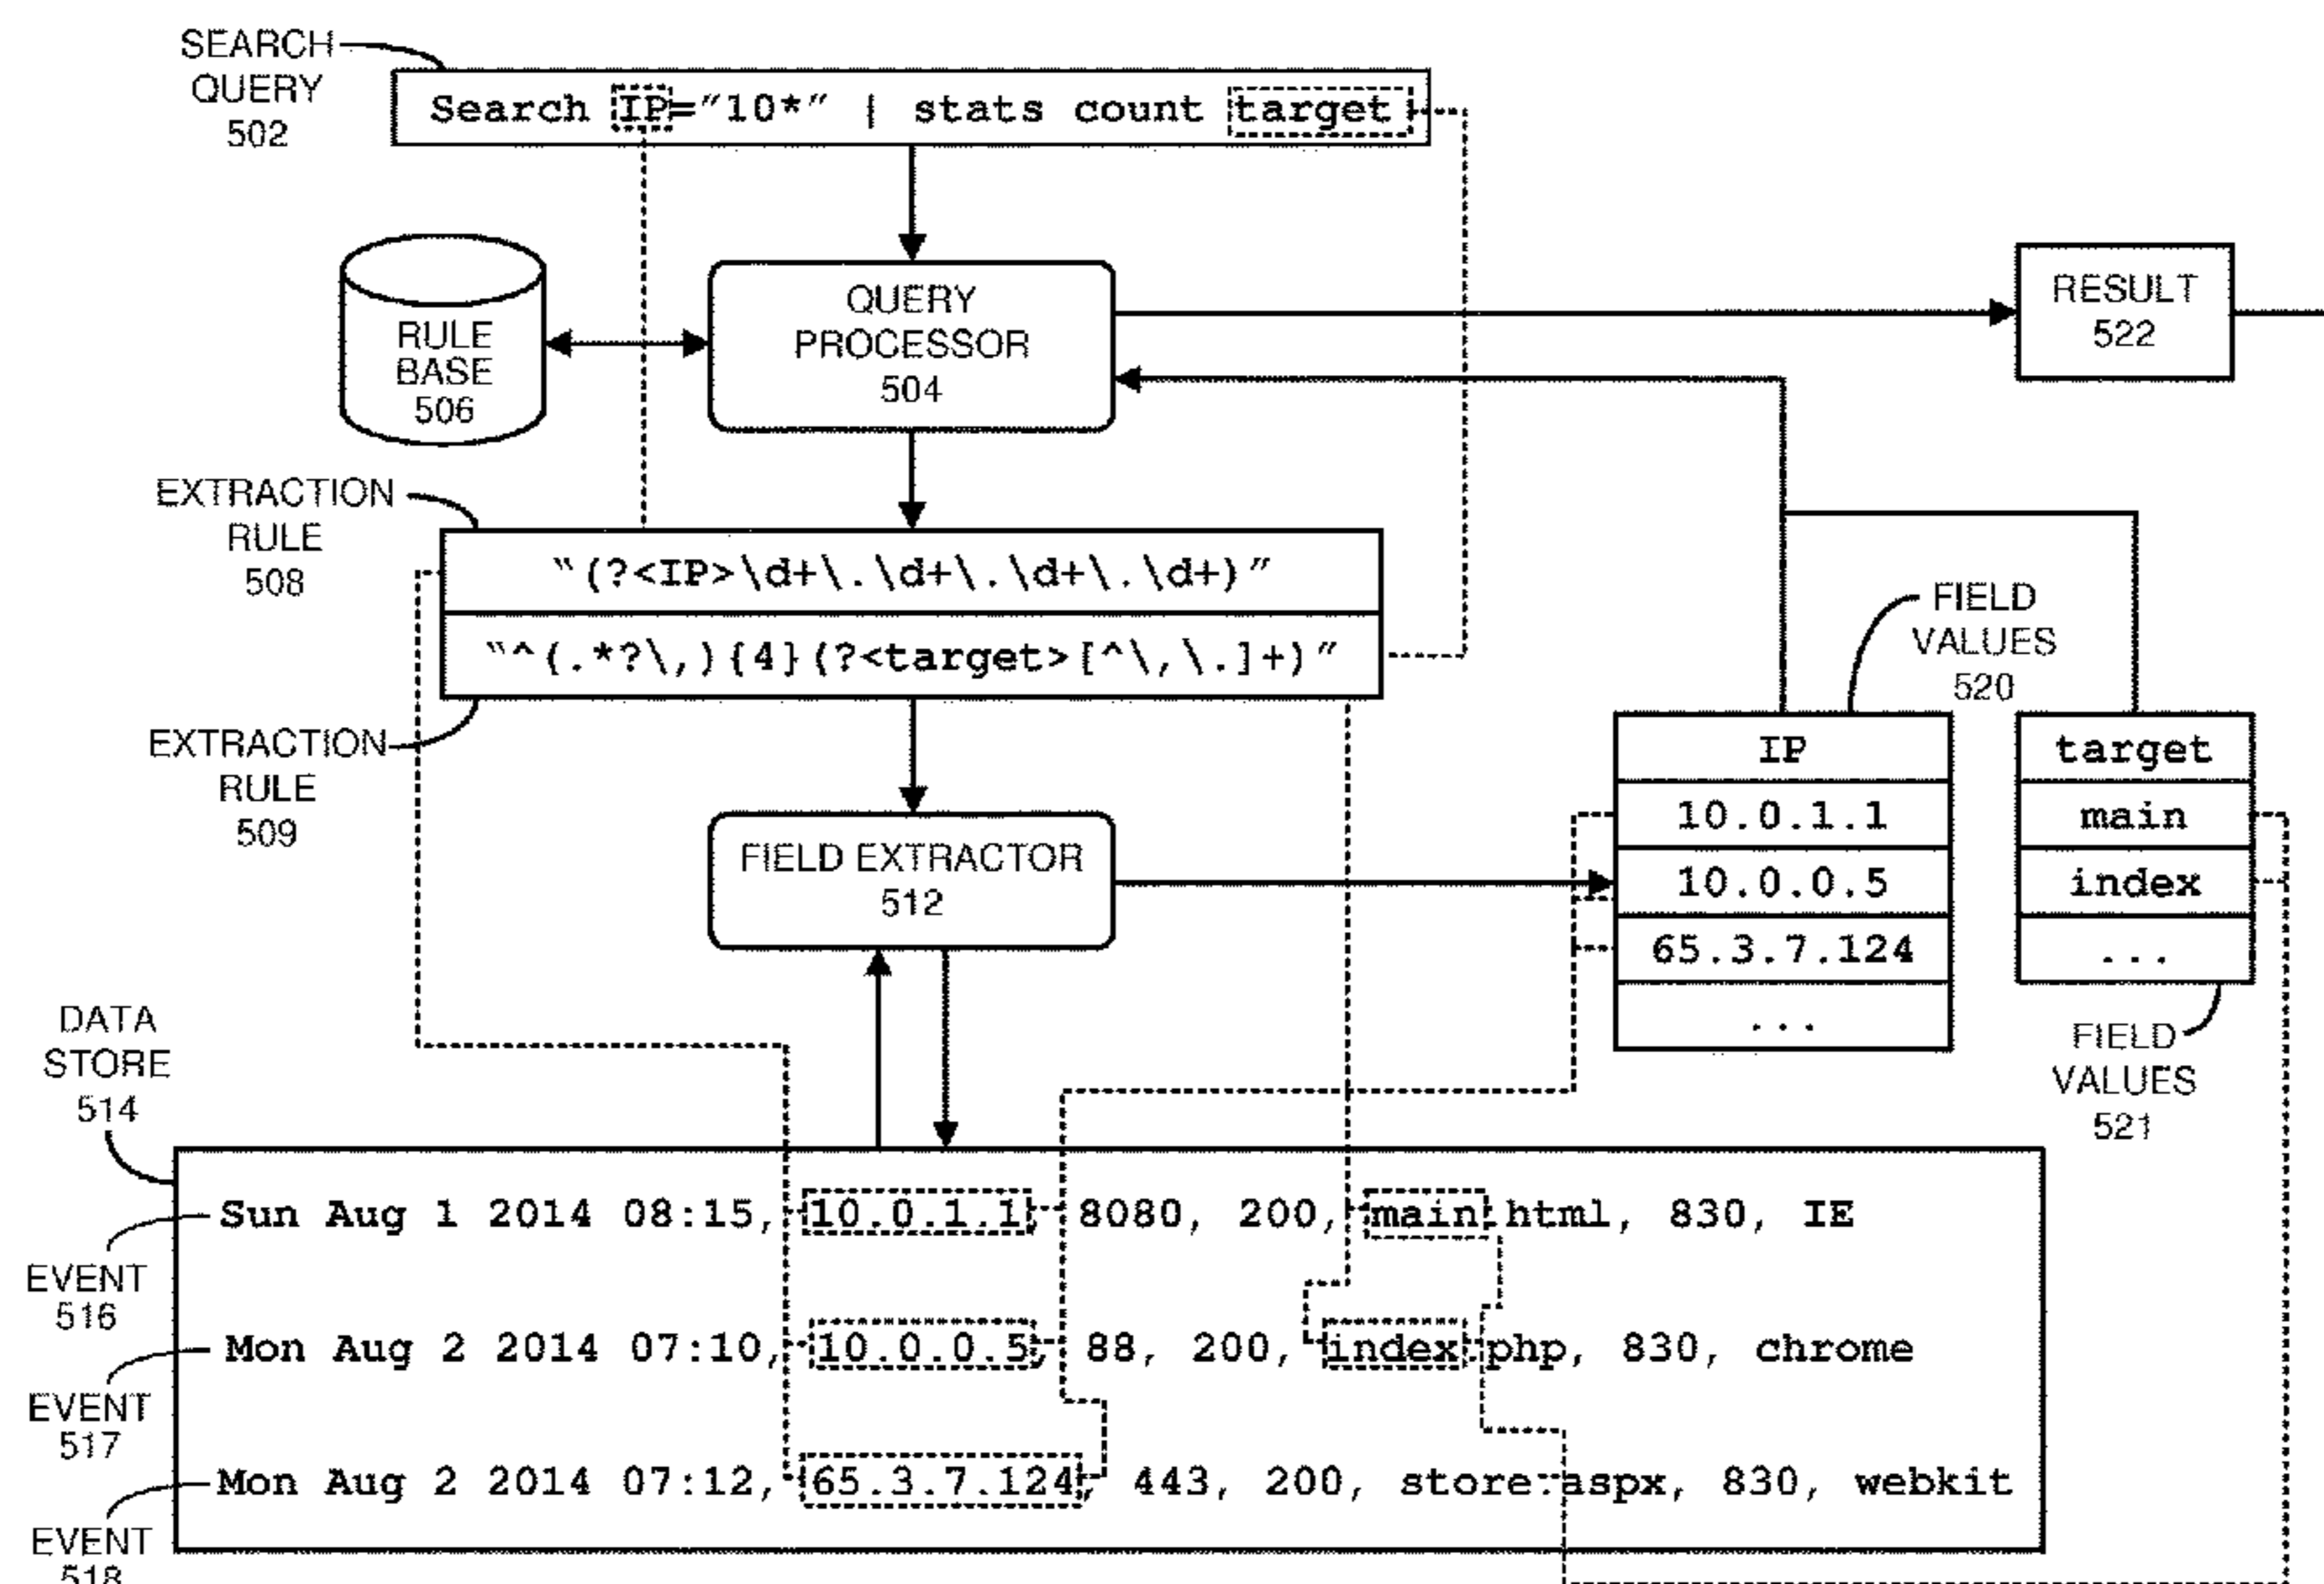 SEARCH
QUERY
502
Search IP="10*" | stats count target
RULE
BASE
506
QUERY
PROCESSOR
504
RESULT
522
EXTRACTION
RULE
508
"(?<IP>\d+\.\d+\.\d+\.\d+)"
"^(.*?\,){4}(?<target>[^\,\.]+)"
EXTRACTION
RULE
509
FIELD
VALUES
520
IP
10.0.1.1
10.0.0.5
65.3.7.124
...
target
main
index
...
FIELD
VALUES
521
FIELD EXTRACTOR
512
DATA
STORE
514
Sun Aug 1 2014 08:15, 10.0.1.1, 8080, 200, main.html, 830, IE
EVENT
516
Mon Aug 2 2014 07:10, 10.0.0.5, 88, 200, index.php, 830, chrome
EVENT
517
Mon Aug 2 2014 07:12, 65.3.7.124, 443, 200, store.aspx, 830, webkit
EVENT
518